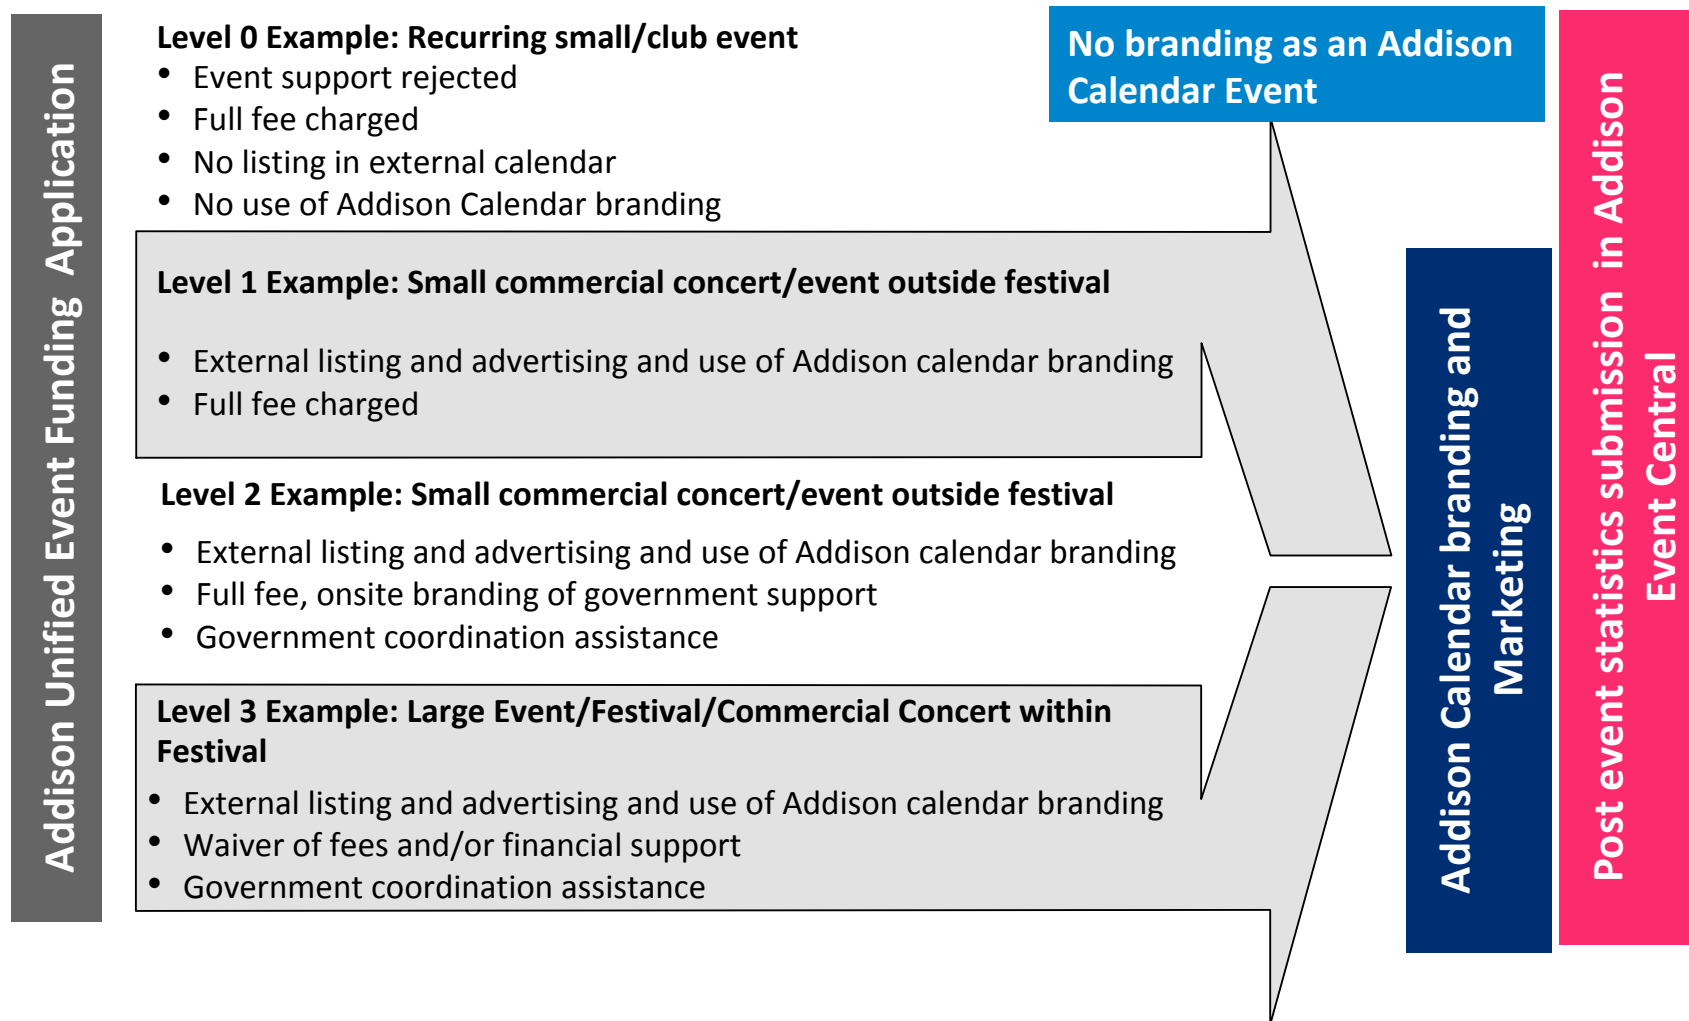 Addison Unified Event Funding  Application
Level 0 Example: Recurring small/club event
• Event support rejected
• Full fee charged
• No listing in external calendar
• No use of Addison Calendar branding
No branding as an Addison
Calendar Event
Level 1 Example: Small commercial concert/event outside festival
• External listing and advertising and use of Addison calendar branding
• Full fee charged
Level 2 Example: Small commercial concert/event outside festival
• External listing and advertising and use of Addison calendar branding
• Full fee, onsite branding of government support
• Government coordination assistance
Level 3 Example: Large Event/Festival/Commercial Concert within
Festival
• External listing and advertising and use of Addison calendar branding
• Waiver of fees and/or financial support
• Government coordination assistance
Addison Calendar branding and
Marketing
Post event statistics submission  in Addison
Event Central